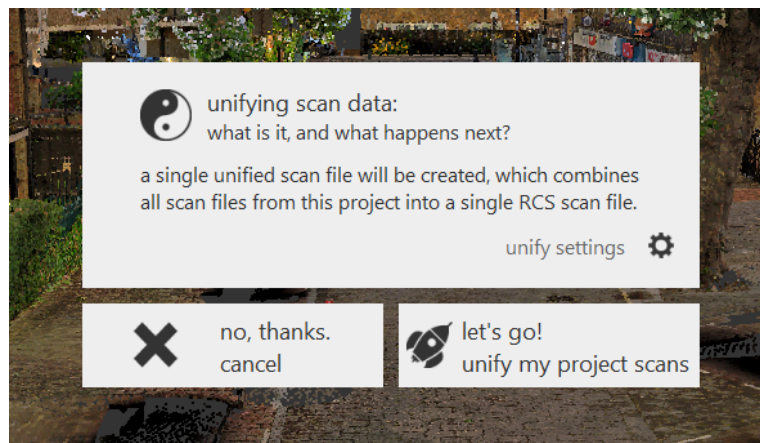 unifying scan data:
what is it, and what happens next?
a single unified scan file will be created, which combines
all scan files from this project into a single RCS scan file.
unify settings
no, thanks.
cancel
let's go!
unify my project scans